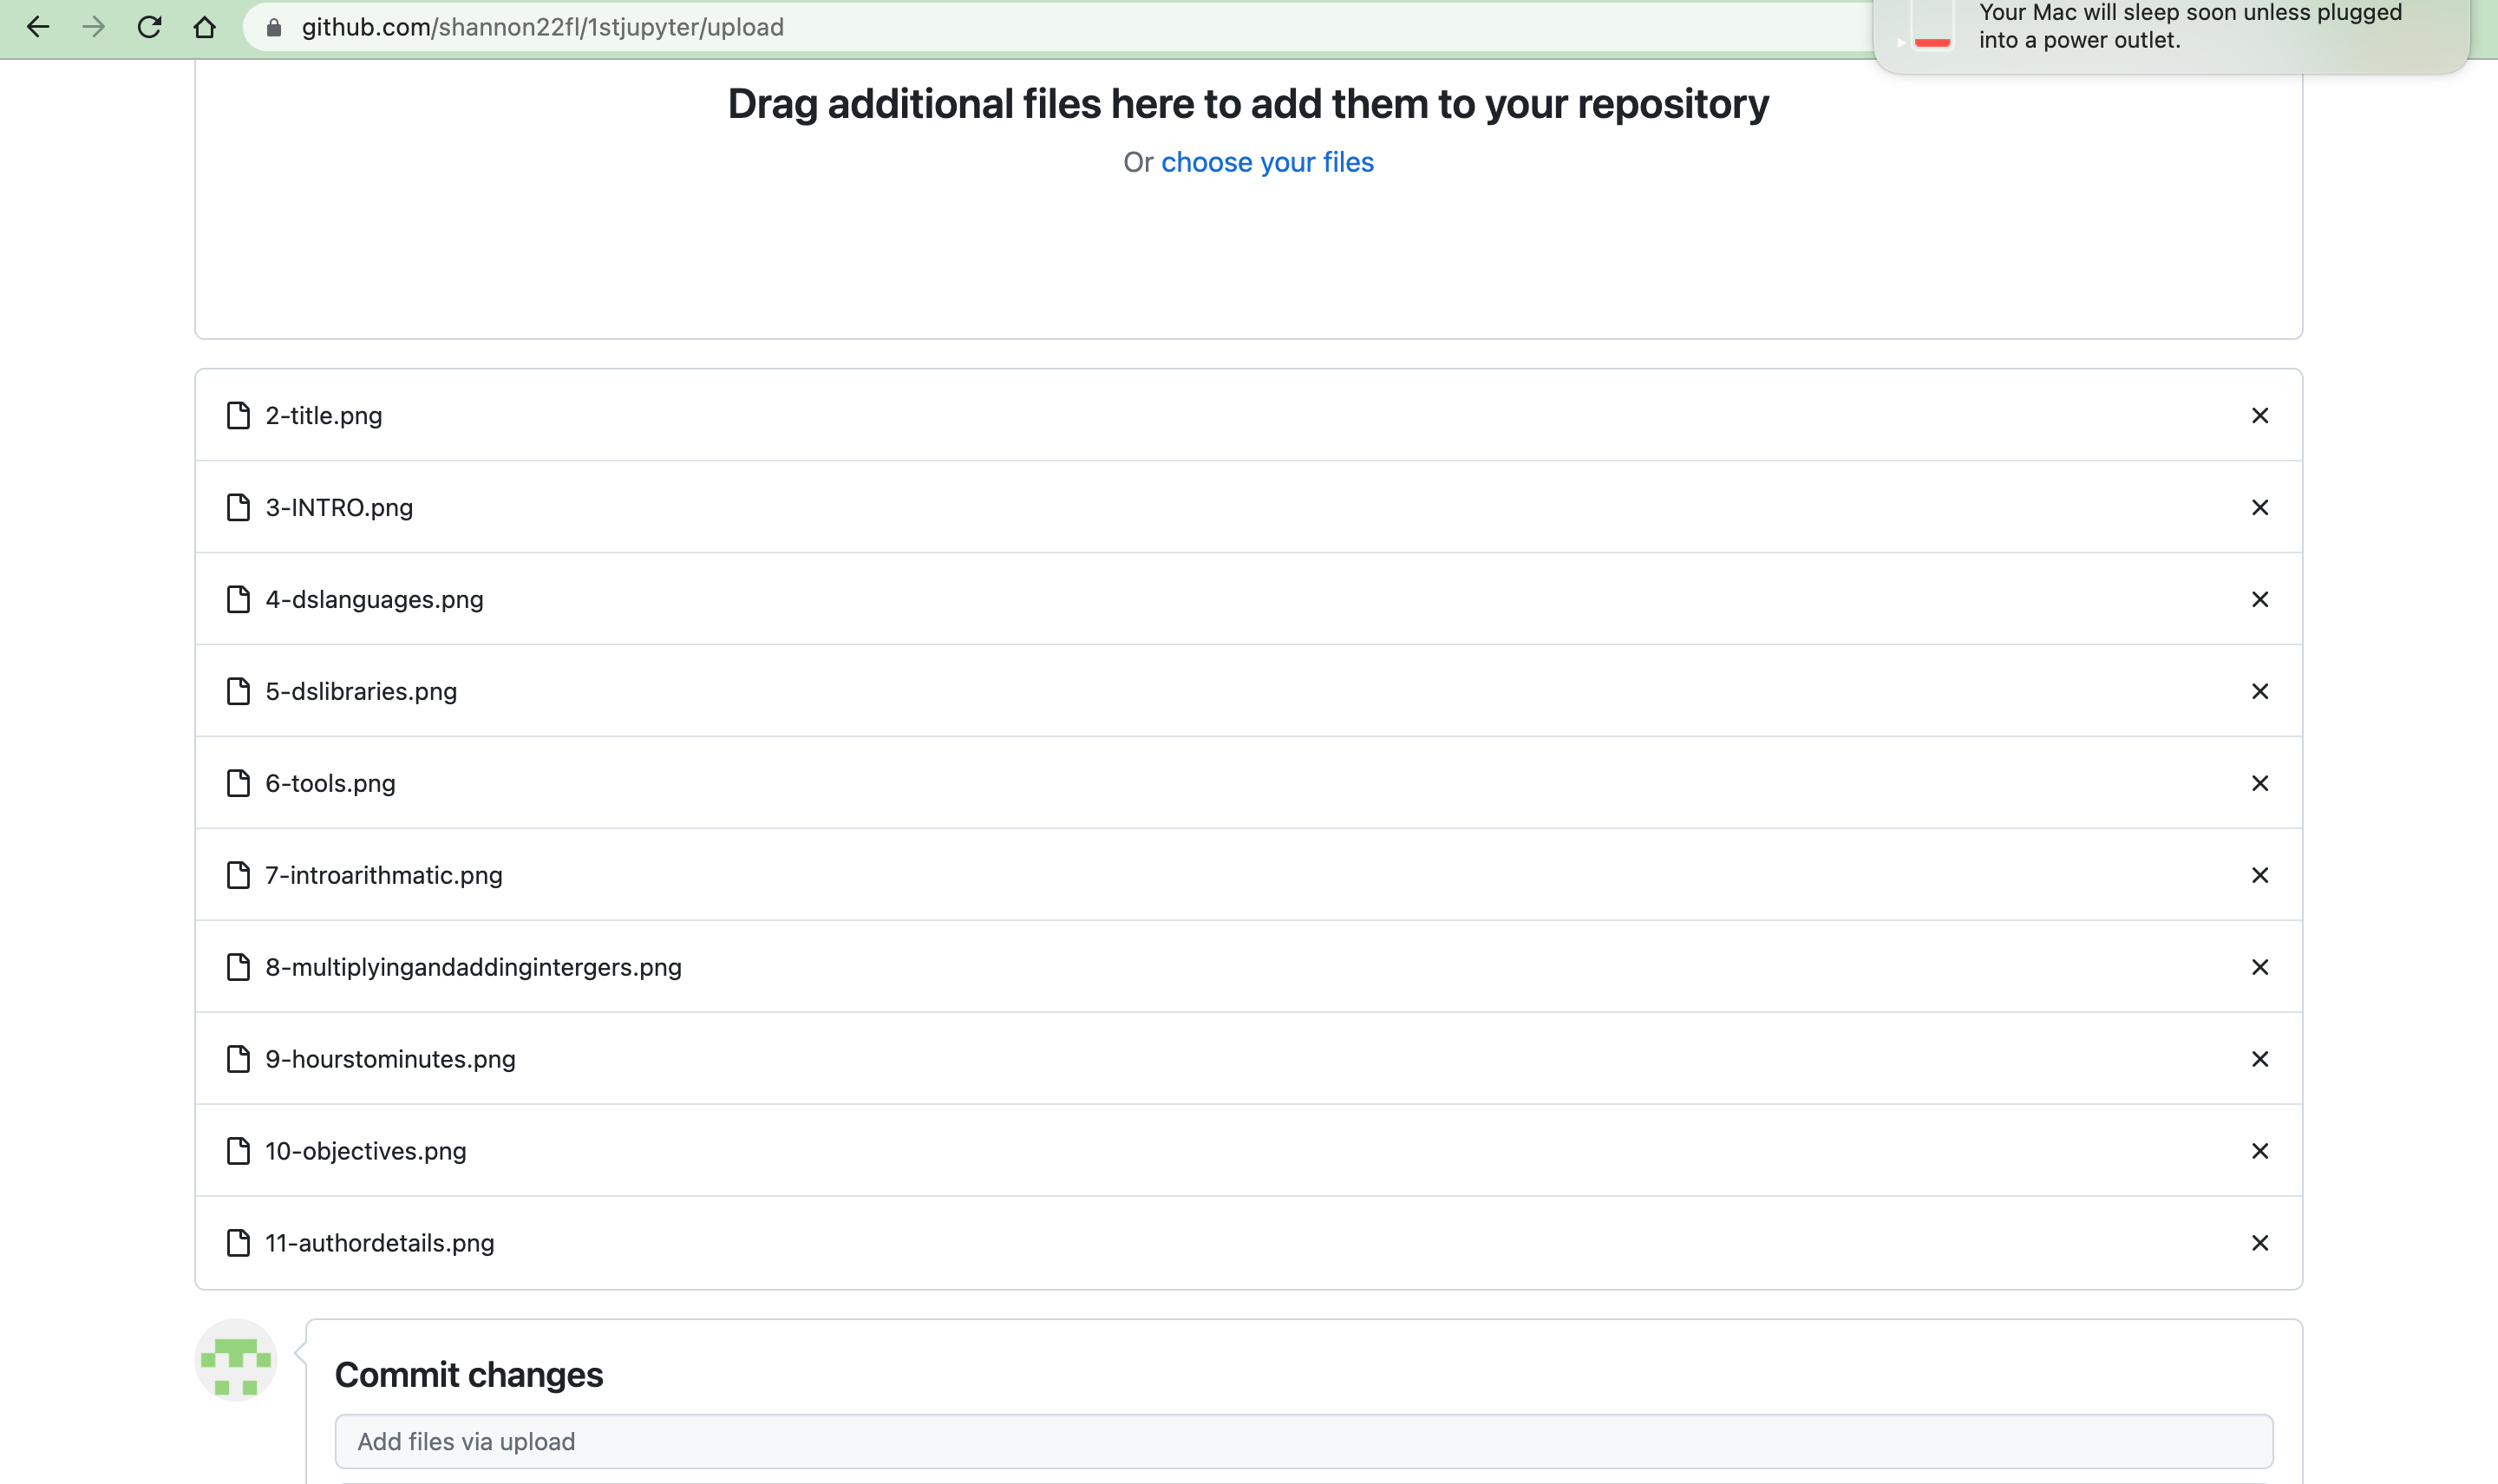 github.com/shannon22fl/1stjupyter/upload
Your Mac will sleep soon unless plugged
into a power outlet.
Drag additional files here to add them to your repository
Or choose your files
2-title.png
3-INTRO.png
4-dslanguages.png
5-dslibraries.png
6-tools.png
7-introarithmatic.png
8-multiplyingandaddingintergers.png
9-hourstominutes.png
10-objectives.png
11-authordetails.png
Commit changes
Add files via upload